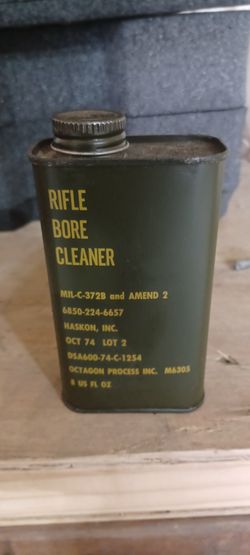 RIFLE
BORE
CLEANER
MIL-C-372B and AMEND 2
6850-224-6657
HASKON, INC.
OCT 74 LOT 2
DSA600-74-C-1254
OCTAGON PROCESS INC. M6305
8 US FL OZ